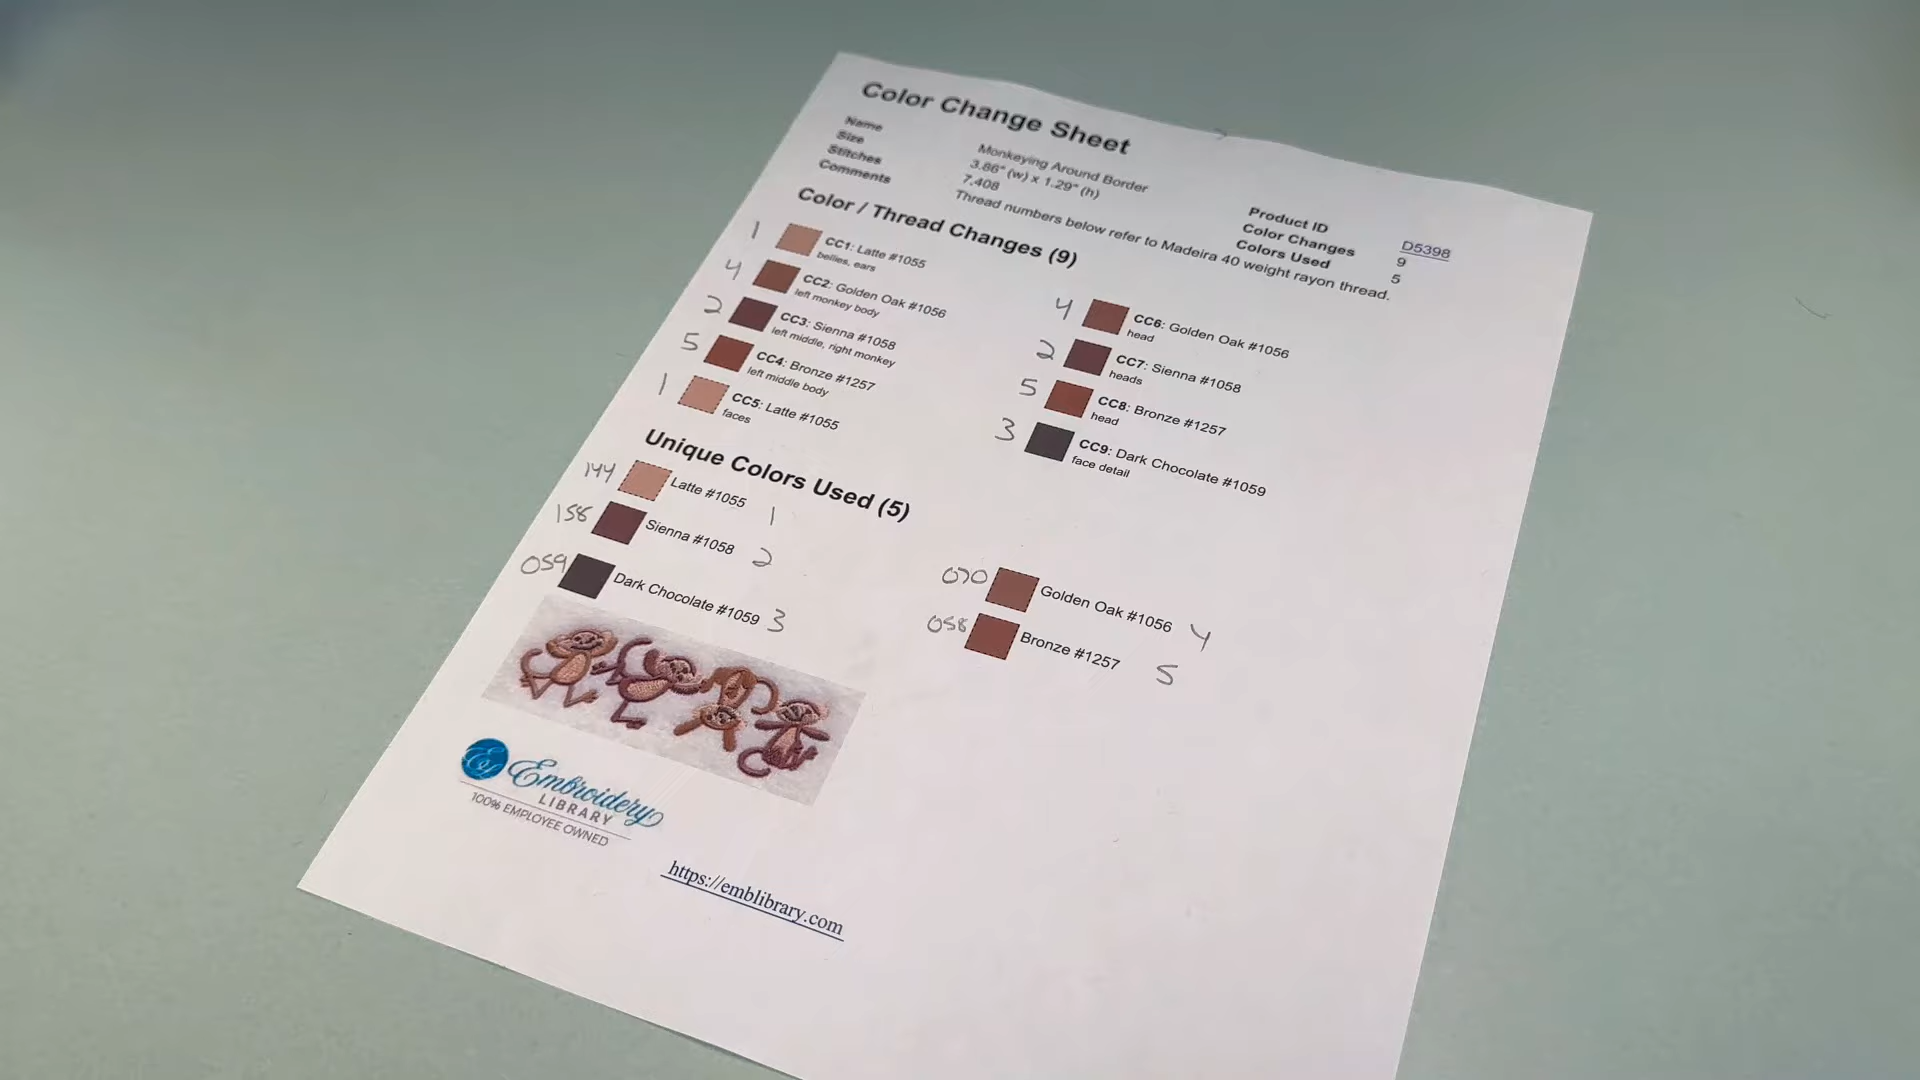 Color Change Sheet
Name Monkeying Around Border
Size 3.86" (w) x 1.29" (h)
Stitches 7,408
Comments Thread numbers below refer to Madeira 40 weight rayon thread.
Product ID D5398
Color Changes 9
Colors Used 5
Color / Thread Changes (9)
1 CC1: Latte #1055
bellies, ears
4 CC2: Golden Oak #1056
left monkey body
2 CC3: Sienna #1058
left middle, right monkey
5 CC4: Bronze #1257
left middle body
1 CC5: Latte #1055
faces
4 CC6: Golden Oak #1056
head
2 CC7: Sienna #1058
heads
5 CC8: Bronze #1257
head
3 CC9: Dark Chocolate #1059
face detail
Unique Colors Used (5)
144 Latte #1055 1
158 Sienna #1058 2
059 Dark Chocolate #1059 3
070 Golden Oak #1056 4
058 Bronze #1257 5
Embroidery
LIBRARY
100% EMPLOYEE OWNED
https://emblibrary.com